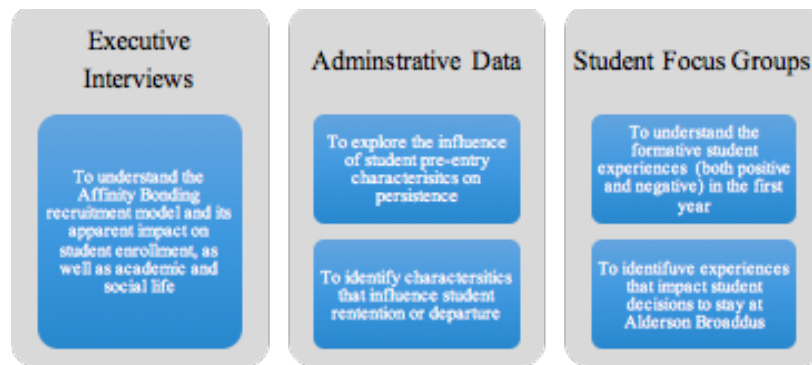 Executive
Interviews
To understand the
Affinity Bonding
recruitment model and its
apparent impact on
student enrollment, as
well as academic and
social life
Adminstrative Data
To explore the influence
of student pre-entry
characterisitcs on
persistence
To identify charactersities
that influence student
rentention or departure
Student Focus Groups
To understand the
formative student
experiences (both positive
and negative) in the first
year
To identifuve experiences
that impact student
decisions to stay at
Alderson Broaddus